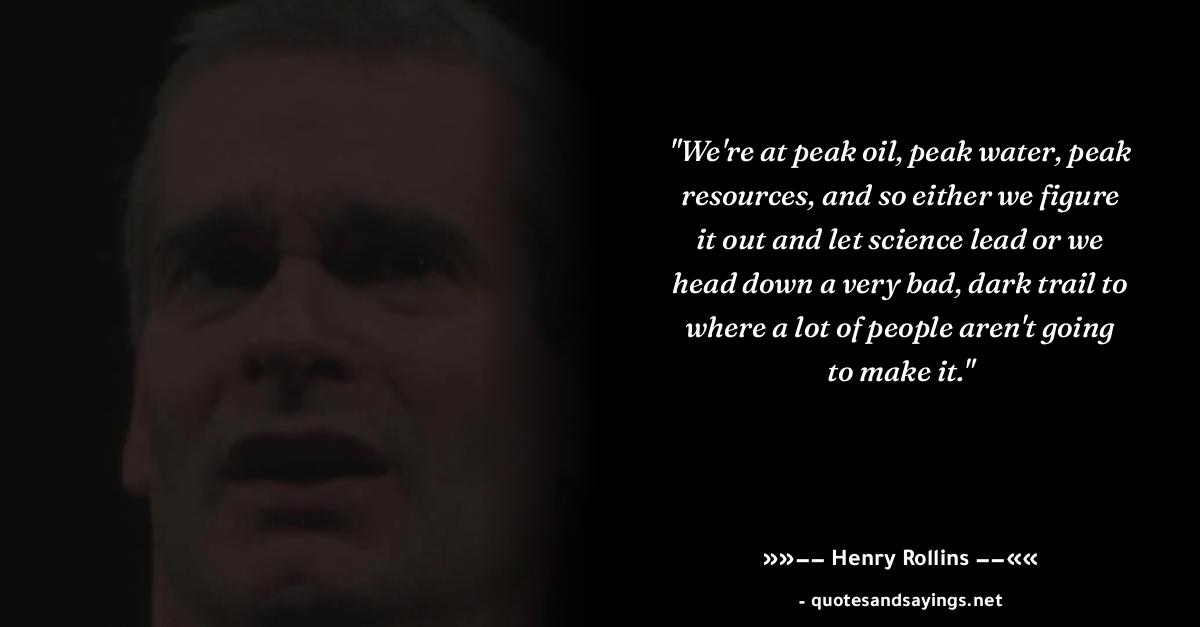 "We're at peak oil, peak water, peak
resources, and so either we figure
it out and let science lead or we
head down a very bad, dark trail to
where a lot of people aren't going
to make it."
»»−− Henry Rollins −−««
- quotesandsayings.net